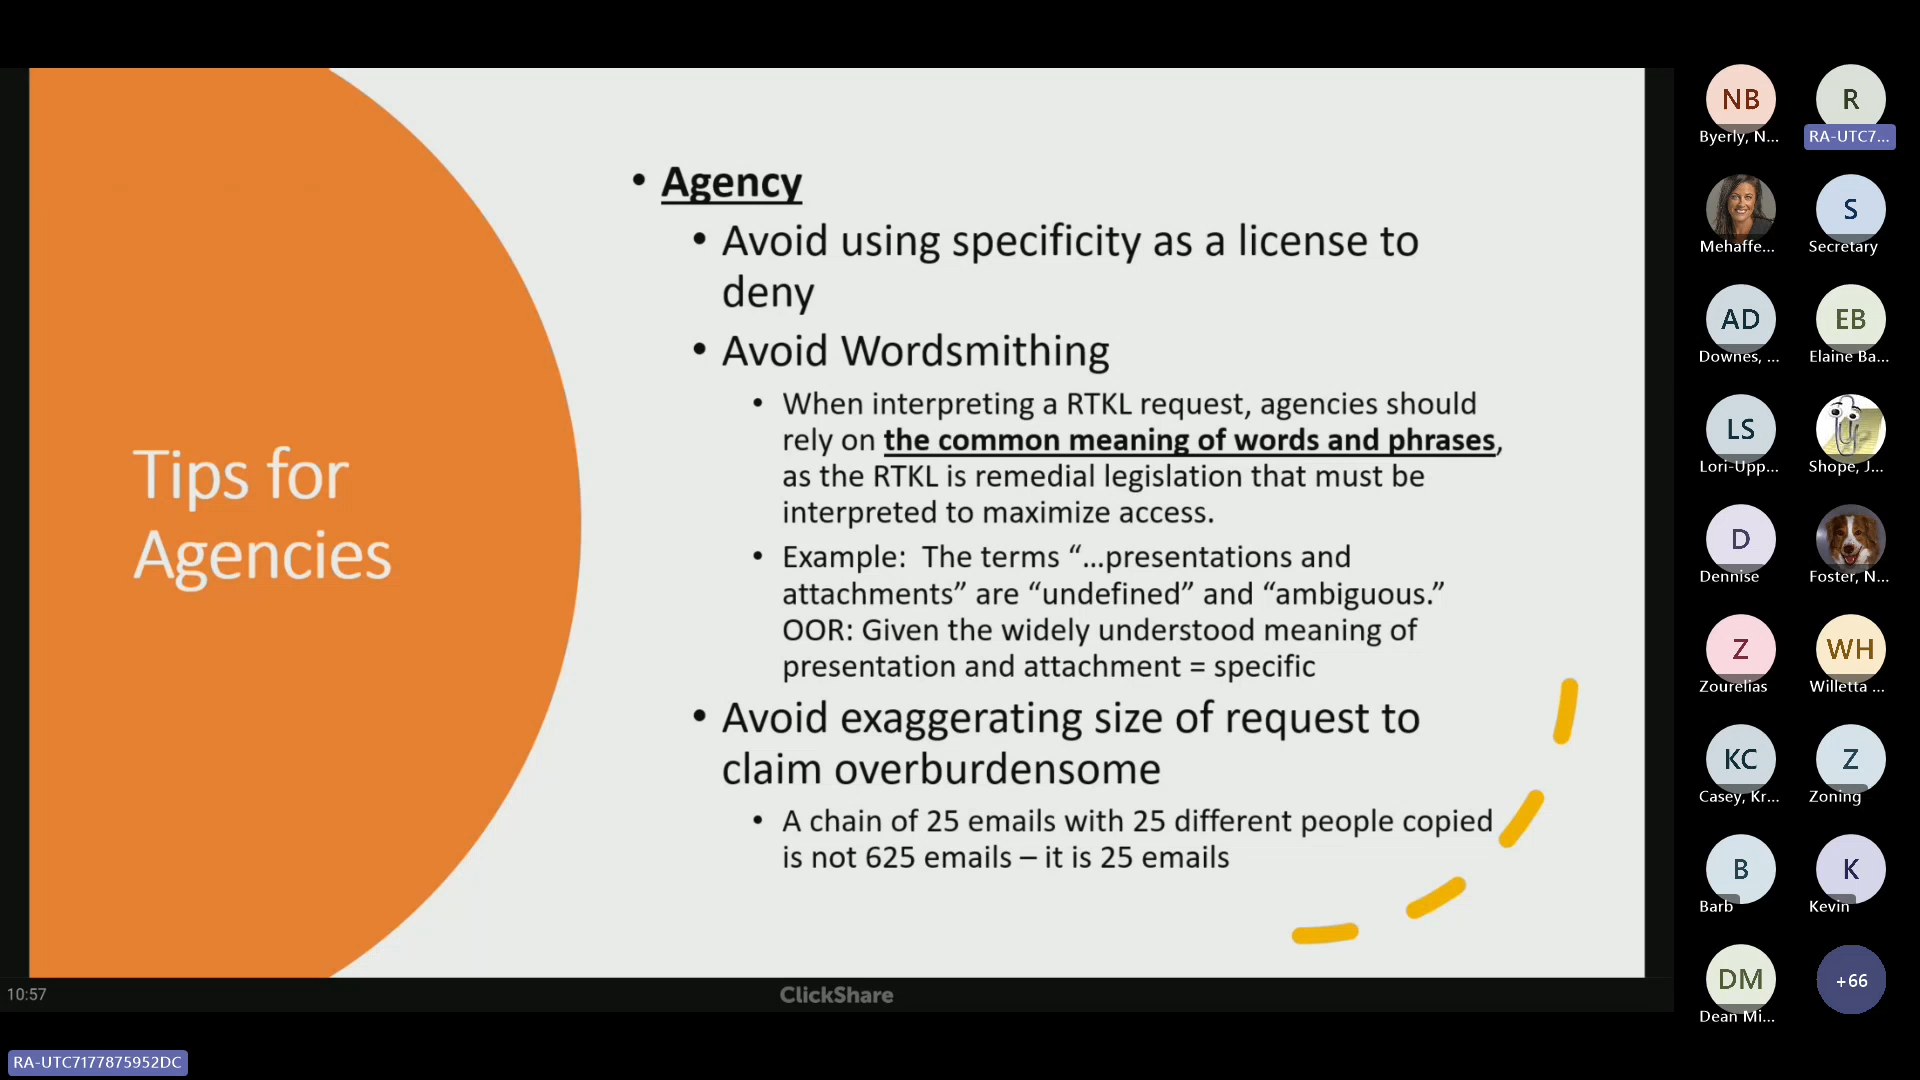 Tips for
Agencies
• Agency
• Avoid using specificity as a license to
deny
• Avoid Wordsmithing
• When interpreting a RTKL request, agencies should
rely on the common meaning of words and phrases,
as the RTKL is remedial legislation that must be
interpreted to maximize access.
• Example:  The terms “...presentations and
attachments” are “undefined” and “ambiguous.”
OOR: Given the widely understood meaning of
presentation and attachment = specific
• Avoid exaggerating size of request to
claim overburdensome
• A chain of 25 emails with 25 different people copied
is not 625 emails – it is 25 emails
10:57
ClickShare
RA-UTC7177875952DC
NB
Byerly, N...
R
RA-UTC7...
Mehaffe...
S
Secretary
AD
Downes, ...
EB
Elaine Ba...
LS
Lori-Upp...
Shope, J...
D
Dennise
Foster, N...
Z
Zourelias
WH
Willetta ...
KC
Casey, Kr...
Z
Zoning
B
Barb
K
Kevin
DM
Dean Mi...
+66